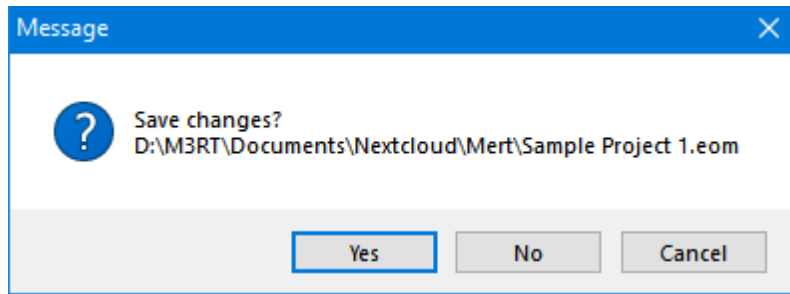 Message
Save changes?
D:\M3RT\Documents\Nextcloud\Mert\Sample Project 1.eom
Yes No Cancel